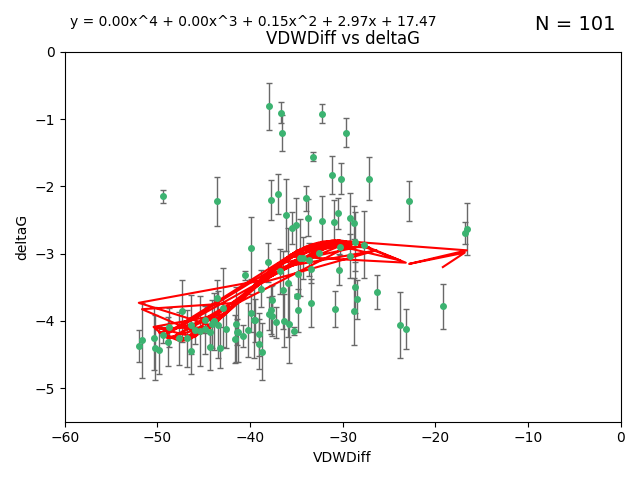 y = 0.00x^4 + 0.00x^3 + 0.15x^2 + 2.97x + 17.47
N = 101
VDWDiff vs deltaG
0
−1
−2
−3
−4
−5
deltaG
−60 −50 −40 −30 −20 −10 0
VDWDiff